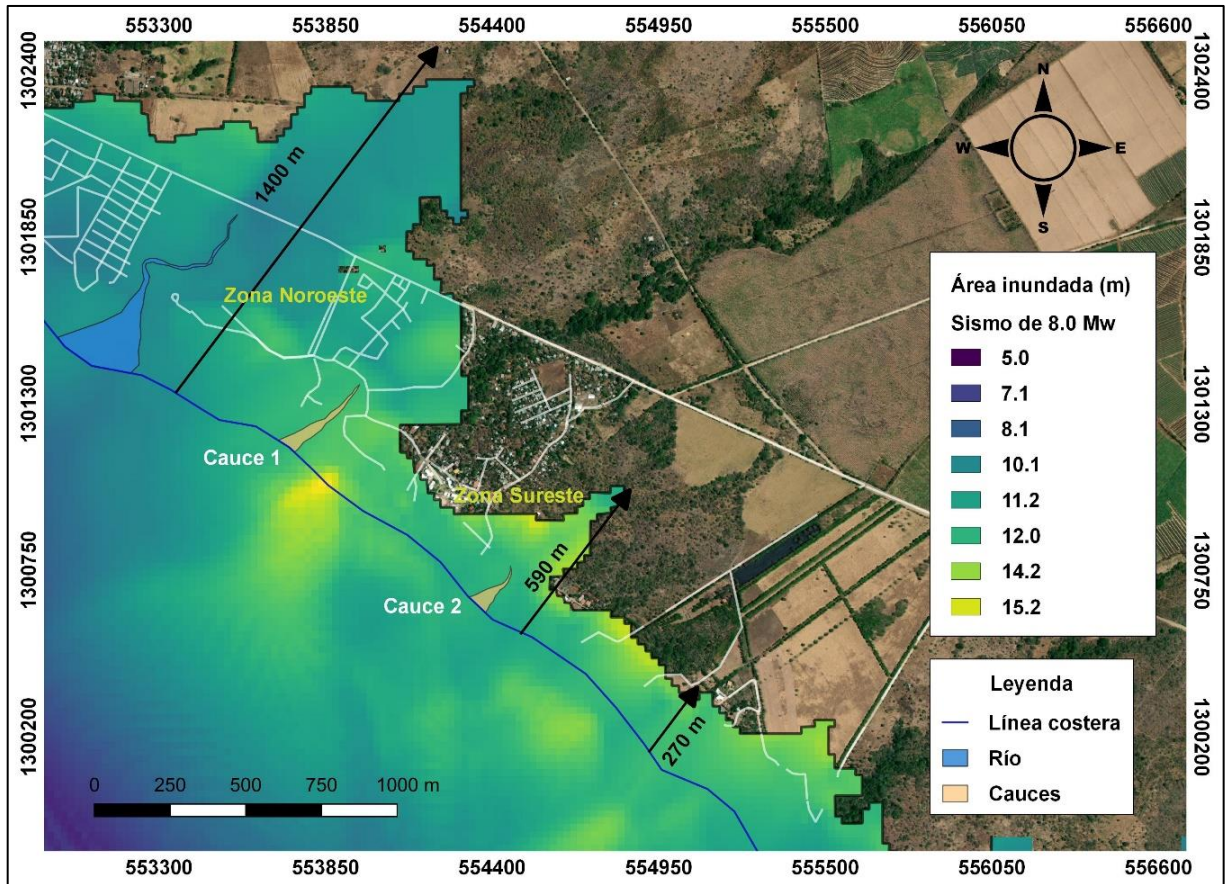 553300 553850 554400 554950 555500 556050 556600
1302400
1301850
1301300
1300750
1300200
1302400
1301850
1301300
1300750
1300200
N
W E
S
1400 m
Zona Noroeste
Cauce 1
Zona Sureste
590 m
Cauce 2
270 m
Área inundada (m)
Sismo de 8.0 Mw
5.0
7.1
8.1
10.1
11.2
12.0
14.2
15.2
Leyenda
Línea costera
Río
Cauces
0 250 500 750 1000 m
553300 553850 554400 554950 555500 556050 556600